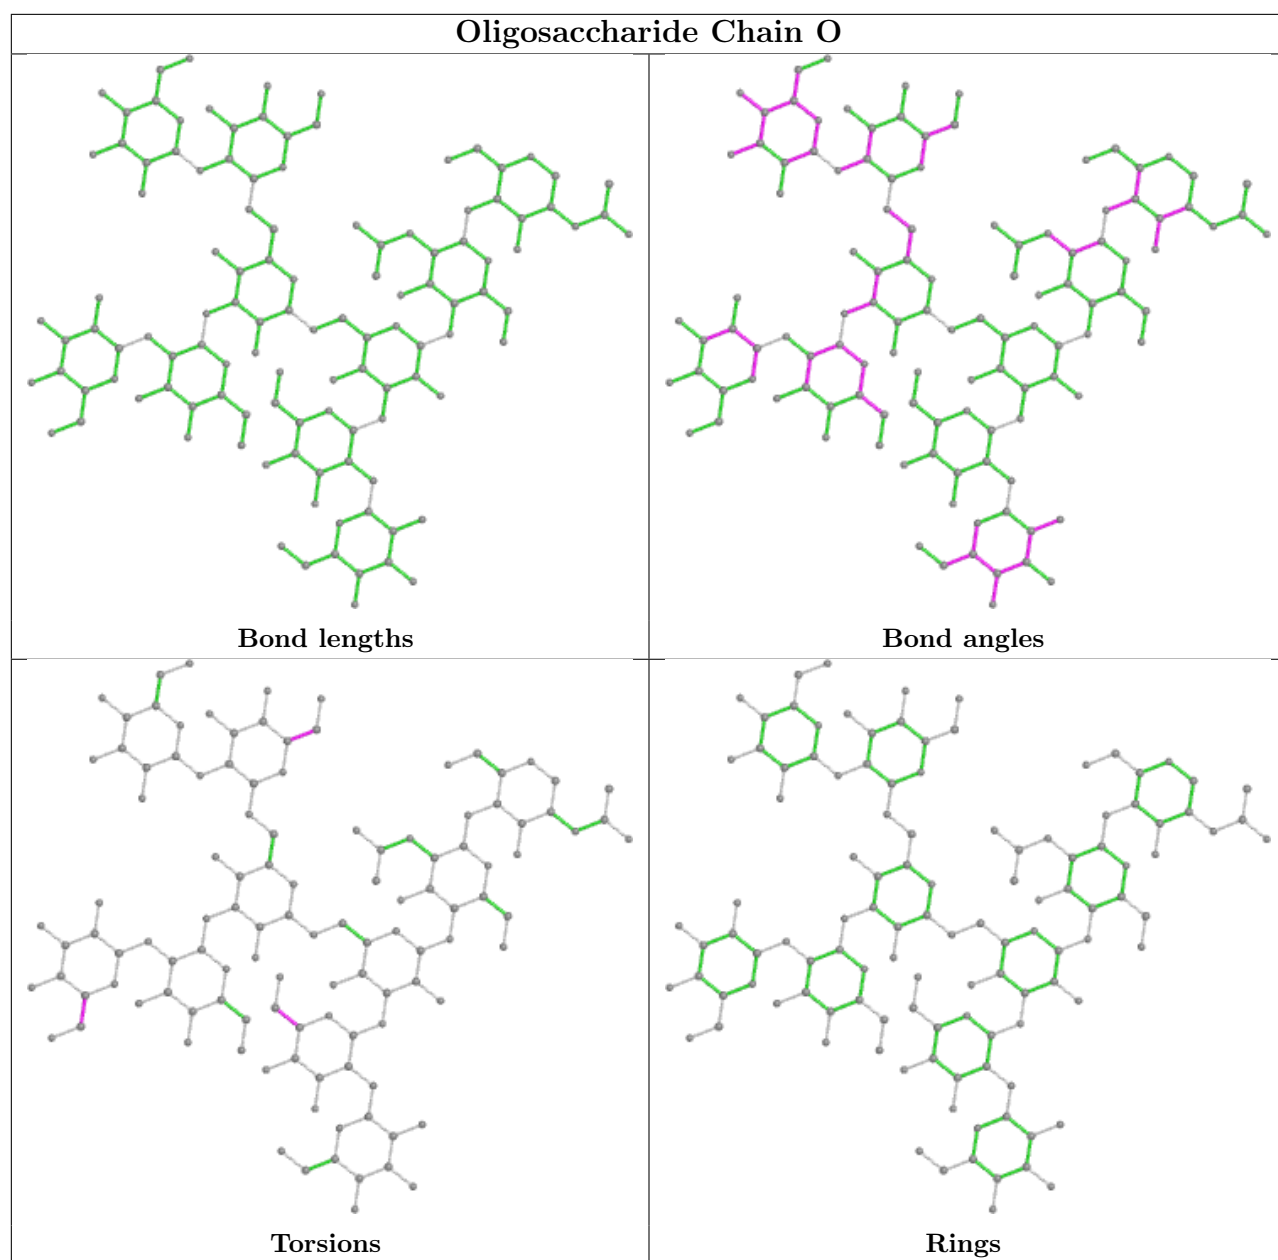 Oligosaccharide Chain O
Bond lengths
Bond angles
Torsions
Rings